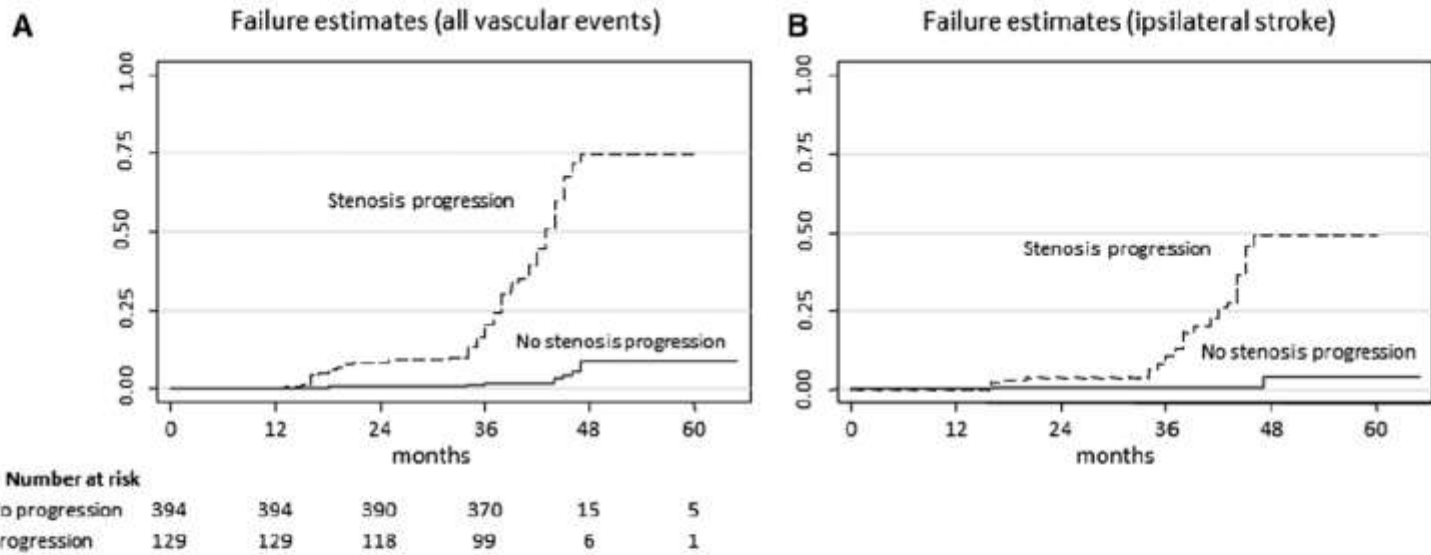 A Failure estimates (all vascular events)
1.00
0.75
0.50
0.25
0.00
Stenosis progression
No stenosis progression
0 12 24 36 48 60
months
Number at risk
o progression 394 394 390 370 15 5
rogression 129 129 118 99 6 1
B Failure estimates (ipsilateral stroke)
1.00
0.75
0.50
0.25
0.00
Stenosis progression
No stenosis progression
0 12 24 36 48 60
months